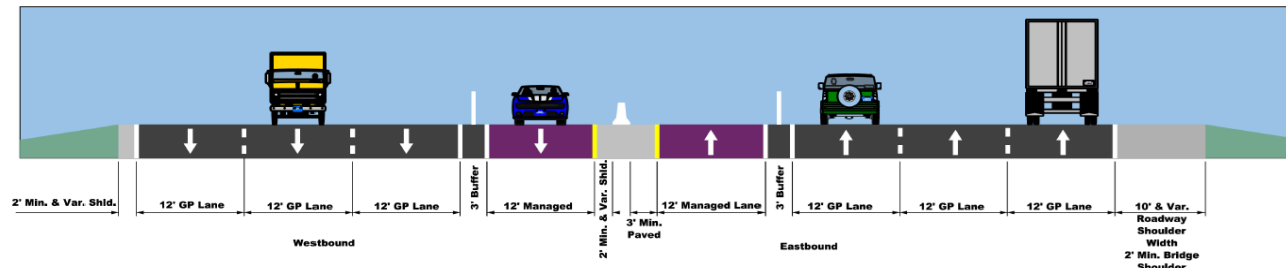 2' Min. & Var. Shld.
12' GP Lane
12' GP Lane
12' GP Lane
3' Buffer
12' Managed
2' Min. & Var. Shld.
3' Min.
Paved
12' Managed Lane
3' Buffer
12' GP Lane
12' GP Lane
12' GP Lane
10' & Var.
Roadway
Shoulder
Width
2' Min. Bridge
Shoulder
Westbound
Eastbound